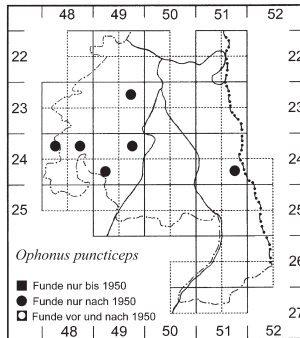 48 49 50 51 52
22 22
23 23
24 24
25 25
Ophonus puncticeps
26
Funde nur bis 1950
Funde nur nach 1950
Funde vor und nach 1950
27
48 49 50 51 52